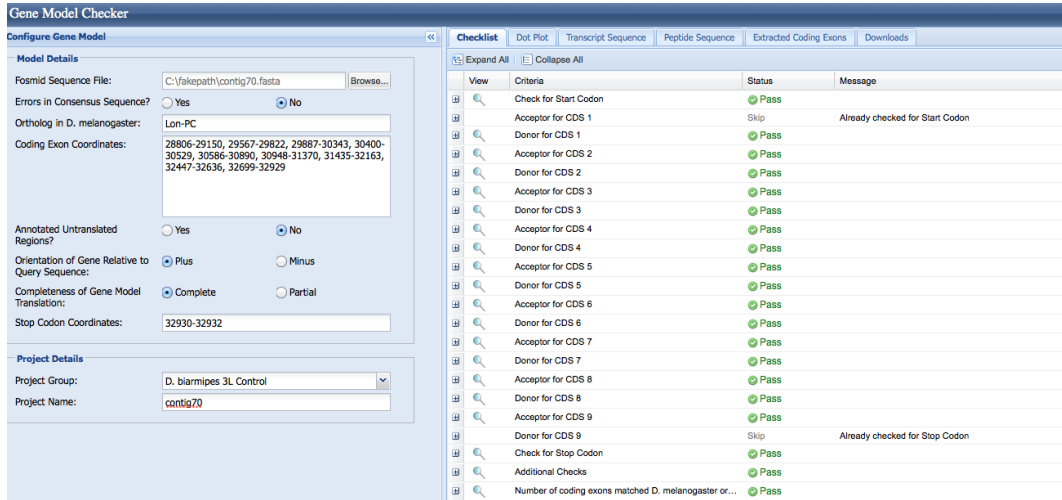 Gene Model Checker
Configure Gene Model
Model Details
Fosmid Sequence File: C:\fakepath\contig70.fasta Browse...
Errors in Consensus Sequence? Yes No
Ortholog in D. melanogaster: Lon-PC
Coding Exon Coordinates: 28806-29150, 29567-29822, 29887-30343, 30400-
30529, 30586-30890, 30948-31370, 31435-32163,
32447-32636, 32699-32929
Annotated Untranslated Yes No
Regions?
Orientation of Gene Relative to Plus Minus
Query Sequence:
Completeness of Gene Model Complete Partial
Translation:
Stop Codon Coordinates: 32930-32932
Project Details
Project Group: D. biarmipes 3L Control
Project Name: contig70
Checklist Dot Plot Transcript Sequence Peptide Sequence Extracted Coding Exons Downloads
Expand All Collapse All
View Criteria Status Message
Check for Start Codon Pass
Acceptor for CDS 1 Skip Already checked for Start Codon
Donor for CDS 1 Pass
Acceptor for CDS 2 Pass
Donor for CDS 2 Pass
Acceptor for CDS 3 Pass
Donor for CDS 3 Pass
Acceptor for CDS 4 Pass
Donor for CDS 4 Pass
Acceptor for CDS 5 Pass
Donor for CDS 5 Pass
Acceptor for CDS 6 Pass
Donor for CDS 6 Pass
Acceptor for CDS 7 Pass
Donor for CDS 7 Pass
Acceptor for CDS 8 Pass
Donor for CDS 8 Pass
Acceptor for CDS 9 Pass
Donor for CDS 9 Skip Already checked for Stop Codon
Check for Stop Codon Pass
Additional Checks Pass
Number of coding exons matched D. melanogaster or... Pass